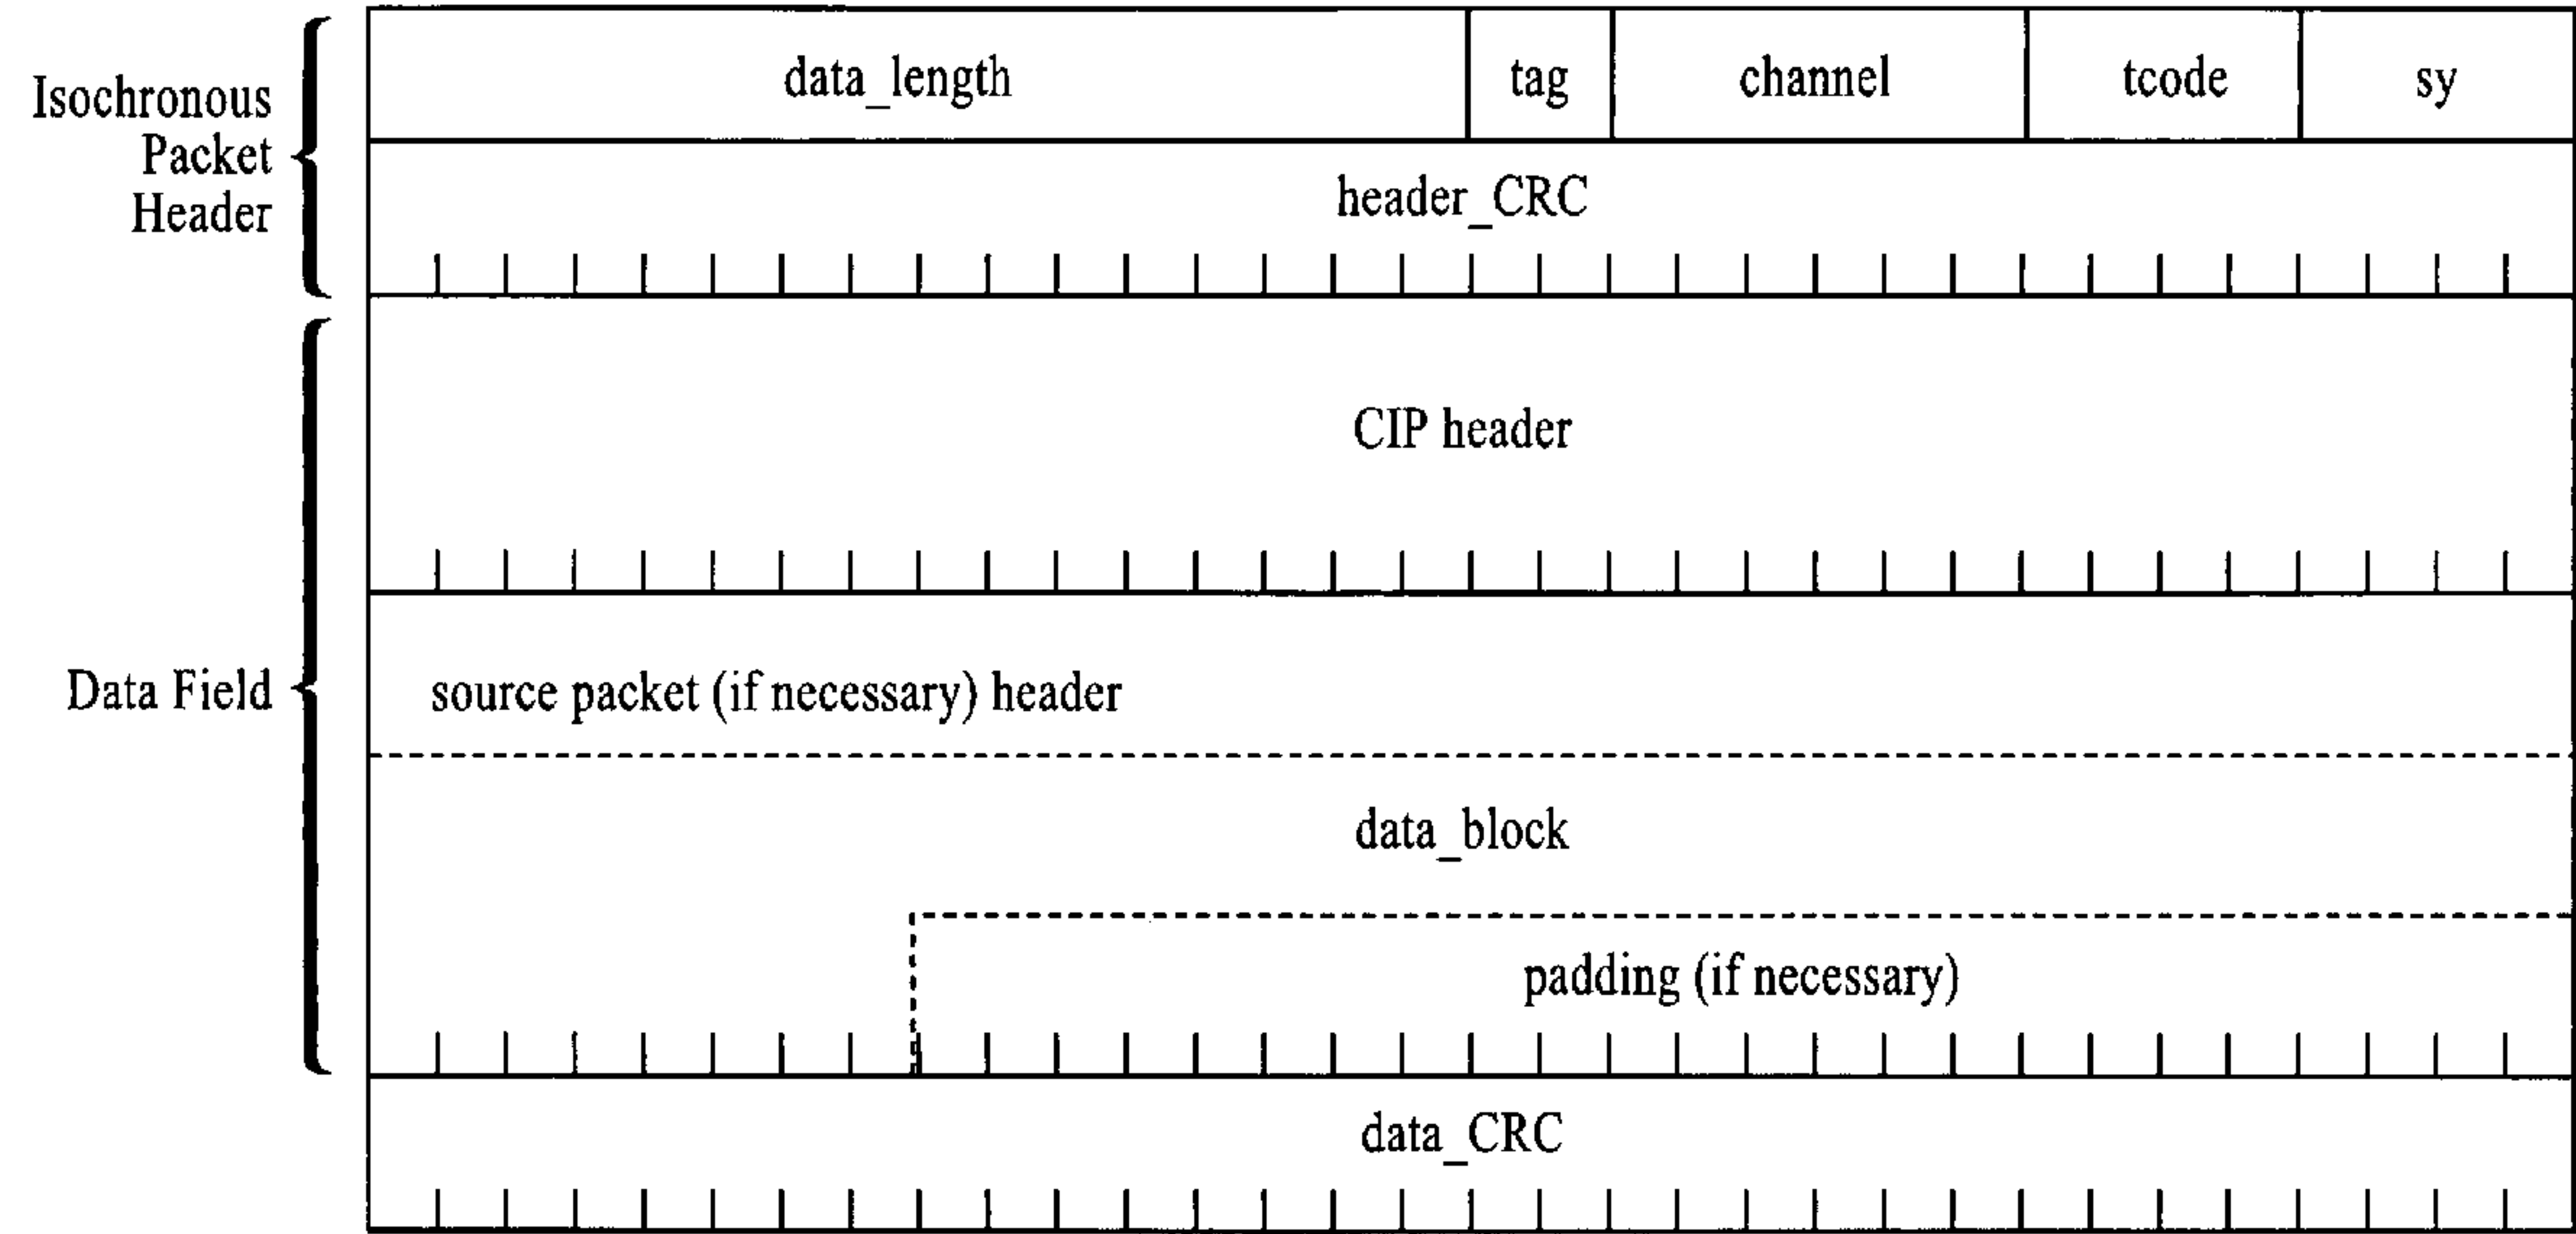 Isochronous
Packet
Header
data_length
tag
channel
tcode
sy
header_CRC
CIP header
Data Field
source packet (if necessary) header
data_block
padding (if necessary)
data_CRC